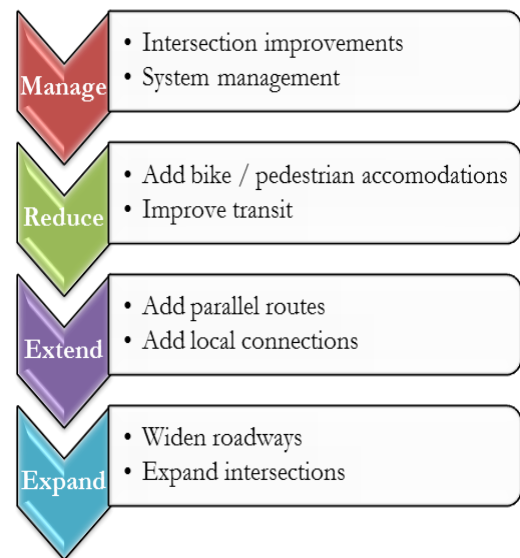 Manage
• Intersection improvements
• System management
Reduce
• Add bike / pedestrian accomodations
• Improve transit
Extend
• Add parallel routes
• Add local connections
Expand
• Widen roadways
• Expand intersections